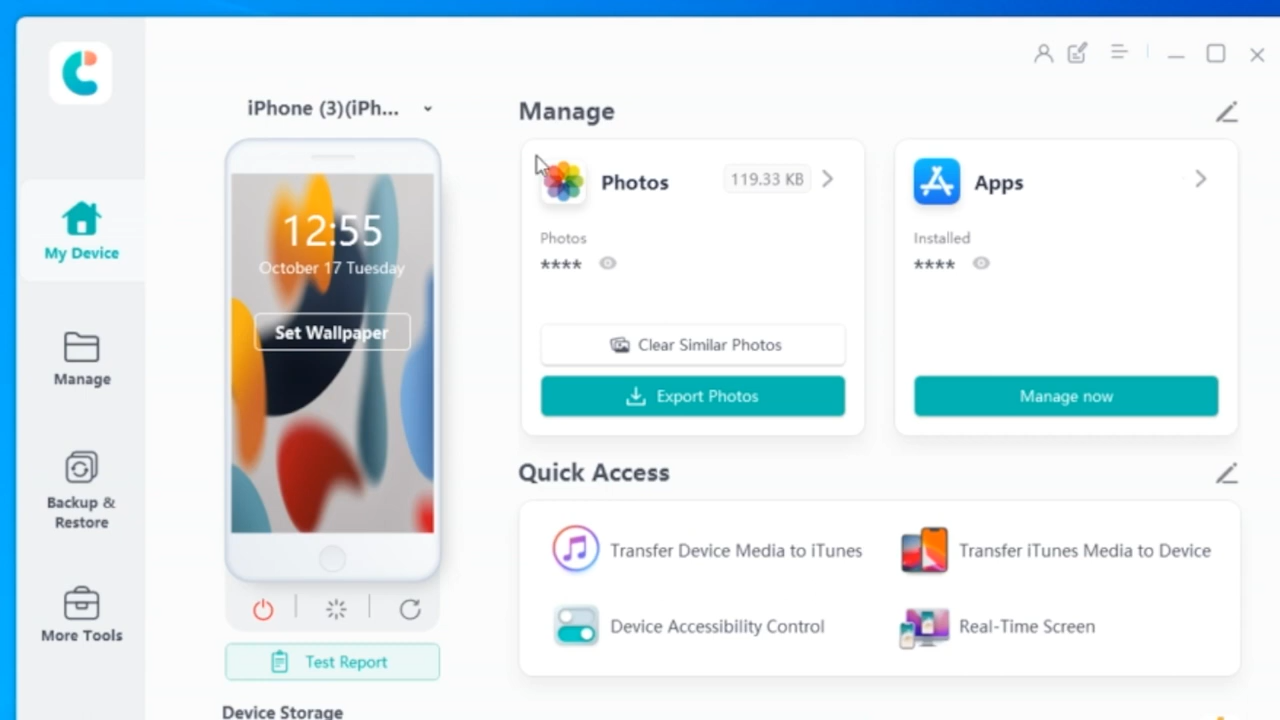 iPhone (3)(iPh...
Manage
Photos
119.33 KB
Apps
12:55
October 17 Tuesday
Set Wallpaper
Photos
****
Installed
****
Clear Similar Photos
Export Photos
Manage now
My Device
Manage
Backup &
Restore
More Tools
Quick Access
Transfer Device Media to iTunes
Transfer iTunes Media to Device
Device Accessibility Control
Real-Time Screen
Test Report
Device Storage